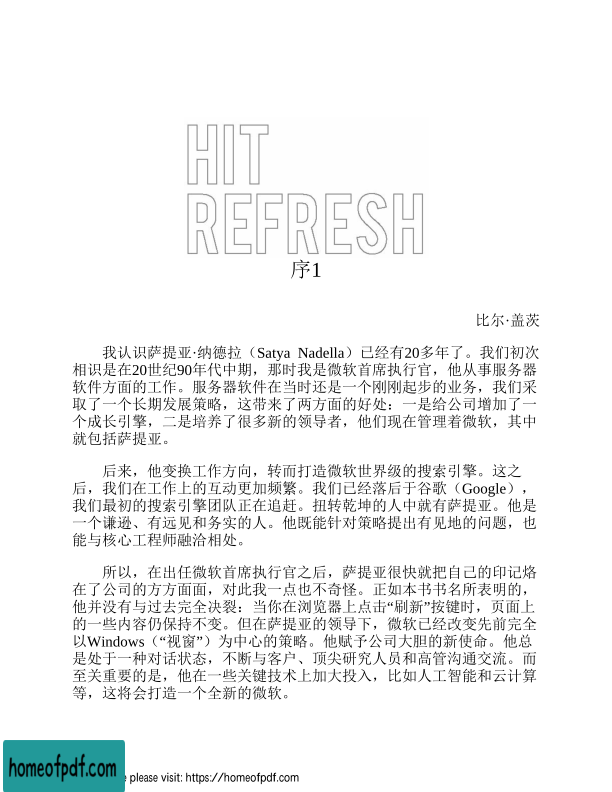 HIT
REFRESH
序1
比尔·盖茨
我认识萨提亚·纳德拉（Satya Nadella）已经有20多年了。我们初次
相识是在20世纪90年代中期，那时我是微软首席执行官，他从事服务器
软件方面的工作。服务器软件在当时还是一个刚刚起步的业务，我们采
取了一个长期发展策略，这带来了两方面的好处：一是给公司增加了一
个成长引擎，二是培养了很多新的领导者，他们现在管理着微软，其中
就包括萨提亚。
后来，他变换工作方向，转而打造微软世界级的搜索引擎。这之
后，我们在工作上的互动更加频繁。我们已经落后于谷歌（Google），
我们最初的搜索引擎团队正在追赶。扭转乾坤的人中就有萨提亚。他是
一个谦逊、有远见和务实的人。他既能针对策略提出有见地的问题，也
能与核心工程师融洽相处。
所以，在出任微软首席执行官之后，萨提亚很快就把自己的印记烙
在了公司的方方面面，对此我一点也不奇怪。正如本书书名所表明的，
他并没有与过去完全决裂：当你在浏览器上点击“刷新”按键时，页面上
的一些内容仍保持不变。但在萨提亚的领导下，微软已经改变先前完全
以Windows（“视窗”）为中心的策略。他赋予公司大胆的新使命。他总
是处于一种对话状态，不断与客户、顶尖研究人员和高管沟通交流。而
至关重要的是，他在一些关键技术上加大投入，比如人工智能和云计算
等，这将会打造一个全新的微软。
homeofpdf.com
e please visit: https://homeofpdf.com